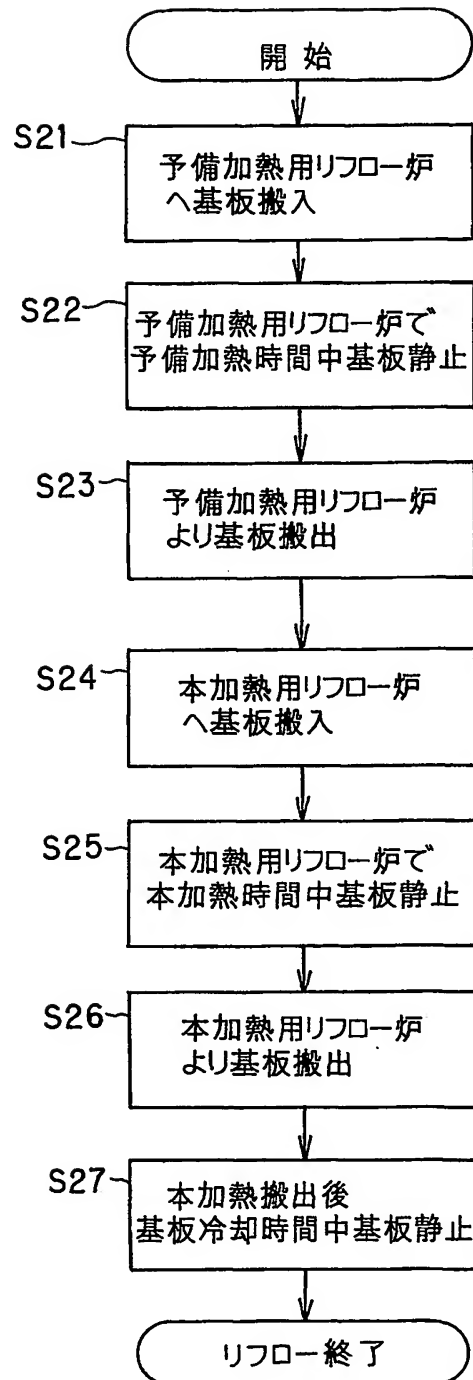 開始
S21
予備加熱用リフロー炉
へ基板搬入
S22
予備加熱用リフロー炉で
予備加熱時間中基板静止
S23
予備加熱用リフロー炉
より基板搬出
S24
本加熱用リフロー炉
へ基板搬入
S25
本加熱用リフロー炉で
本加熱時間中基板静止
S26
本加熱用リフロー炉
より基板搬出
S27
本加熱搬出後
基板冷却時間中基板静止
リフロー終了